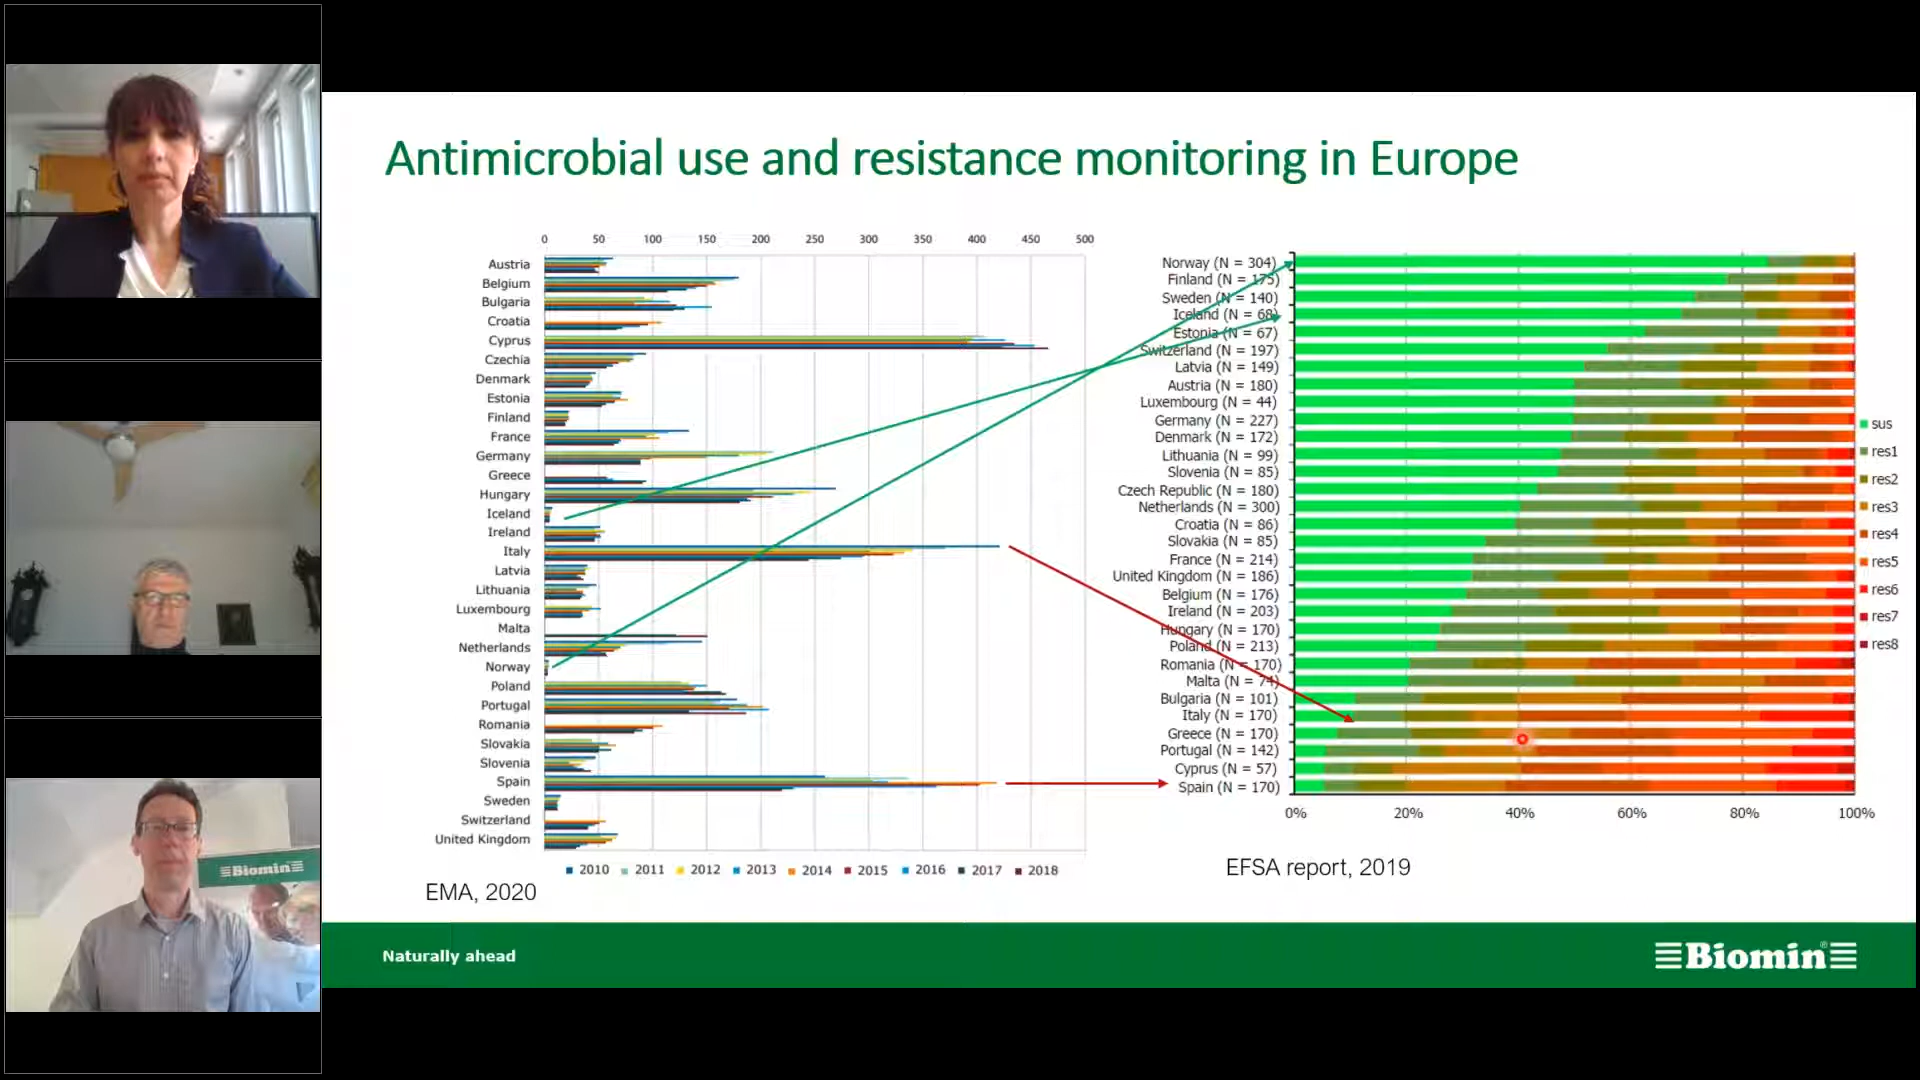 Antimicrobial use and resistance monitoring in Europe
0 50 100 150 200 250 300 350 400 450 500
Austria
Belgium
Bulgaria
Croatia
Cyprus
Czechia
Denmark
Estonia
Finland
France
Germany
Greece
Hungary
Iceland
Ireland
Italy
Latvia
Lithuania
Luxembourg
Malta
Netherlands
Norway
Poland
Portugal
Romania
Slovakia
Slovenia
Spain
Sweden
Switzerland
United Kingdom
2010 2011 2012 2013 2014 2015 2016 2017 2018
EMA, 2020
Norway (N = 304)
Finland (N = 175)
Sweden (N = 140)
Iceland (N = 68)
Estonia (N = 67)
Switzerland (N = 197)
Latvia (N = 149)
Austria (N = 180)
Luxembourg (N = 44)
Germany (N = 227)
Denmark (N = 172)
Lithuania (N = 99)
Slovenia (N = 85)
Czech Republic (N = 180)
Netherlands (N = 300)
Croatia (N = 86)
Slovakia (N = 85)
France (N = 214)
United Kingdom (N = 186)
Belgium (N = 176)
Ireland (N = 203)
Hungary (N = 170)
Poland (N = 213)
Romania (N = 170)
Malta (N = 74)
Bulgaria (N = 101)
Italy (N = 170)
Greece (N = 170)
Portugal (N = 142)
Cyprus (N = 57)
Spain (N = 170)
0% 20% 40% 60% 80% 100%
sus
res1
res2
res3
res4
res5
res6
res7
res8
EFSA report, 2019
Biomin
Naturally ahead
Biomin®